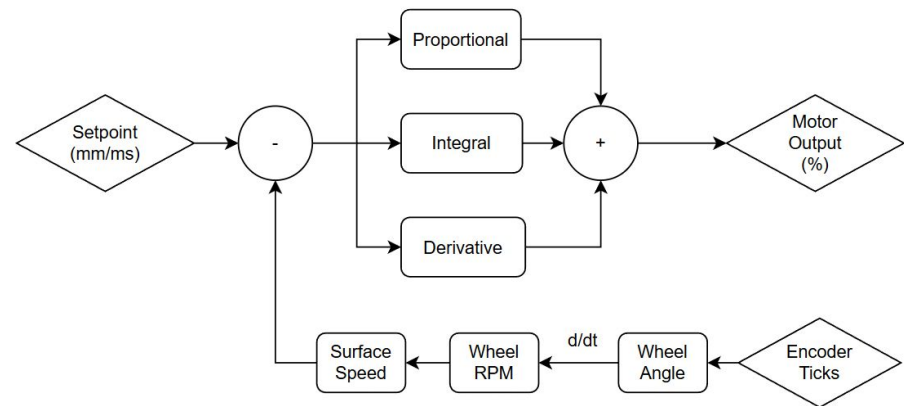 Proportional
Setpoint
(mm/ms)
-
Integral
+
Motor
Output
(%)
Derivative
Surface
Speed
Wheel
RPM
d/dt
Wheel
Angle
Encoder
Ticks